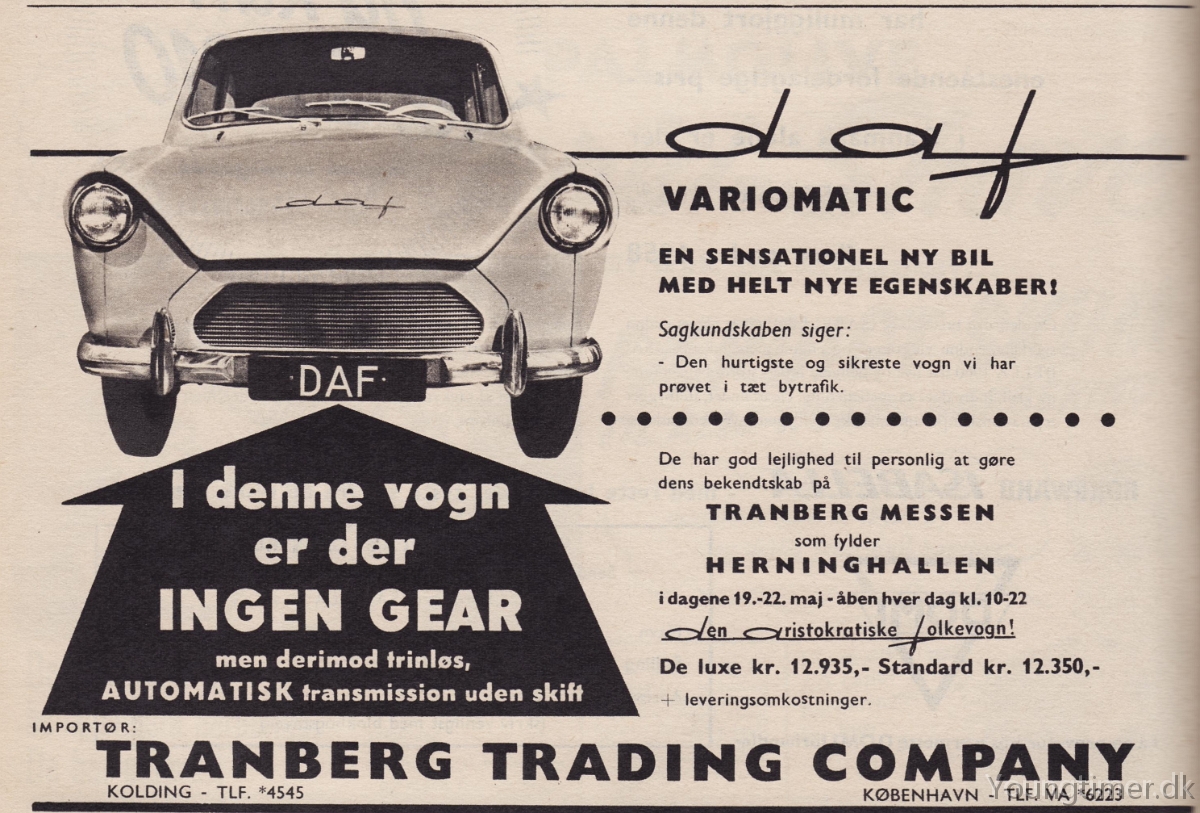 daf
VARIOMATIC
EN SENSATIONEL NY BIL
MED HELT NYE EGENSKABER!
Sagkundskaben siger:
- Den hurtigste og sikreste vogn vi har
prøvet i tæt bytrafik.
daf
·DAF·
I denne vogn
er der
INGEN GEAR
men derimod trinløs,
AUTOMATISK transmission uden skift
De har god lejlighed til personlig at gøre
dens bekendtskab på
TRANBERG MESSEN
som fylder
HERNINGHALLEN
i dagene 19.-22. maj - åben hver dag kl. 10-22
den aristokratiske folkevogn!
De luxe kr. 12.935,- Standard kr. 12.350,-
+ leveringsomkostninger.
IMPORTØR:
TRANBERG TRADING COMPANY
KOLDING - TLF. *4545
KØBENHAVN - TLF. MA *6223
Youngtimer.dk